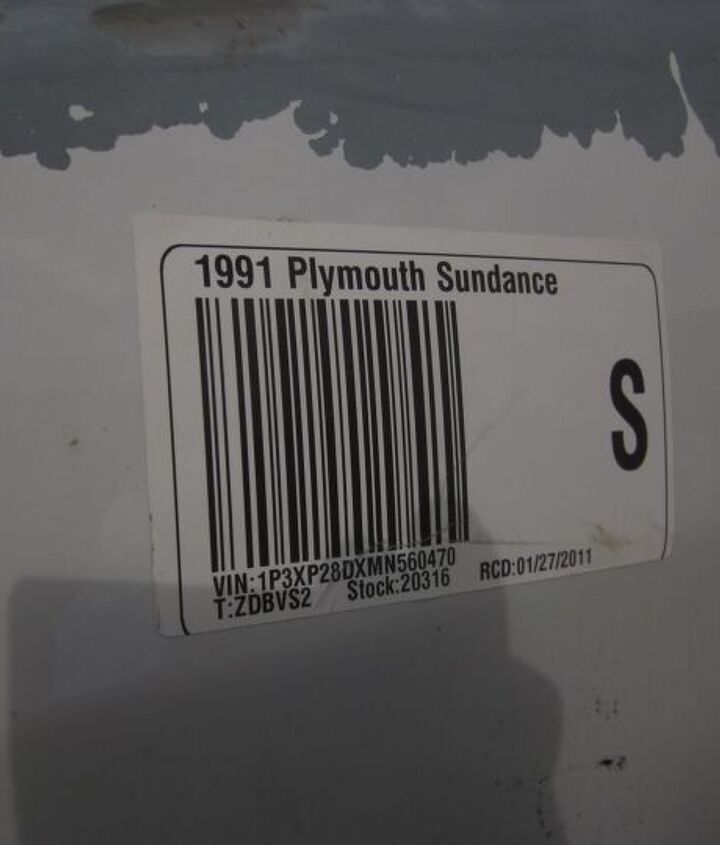 1991 Plymouth Sundance
S
VIN:1P3XP28DXMN560470
T:ZDBVS2 Stock:20316 RCD:01/27/2011